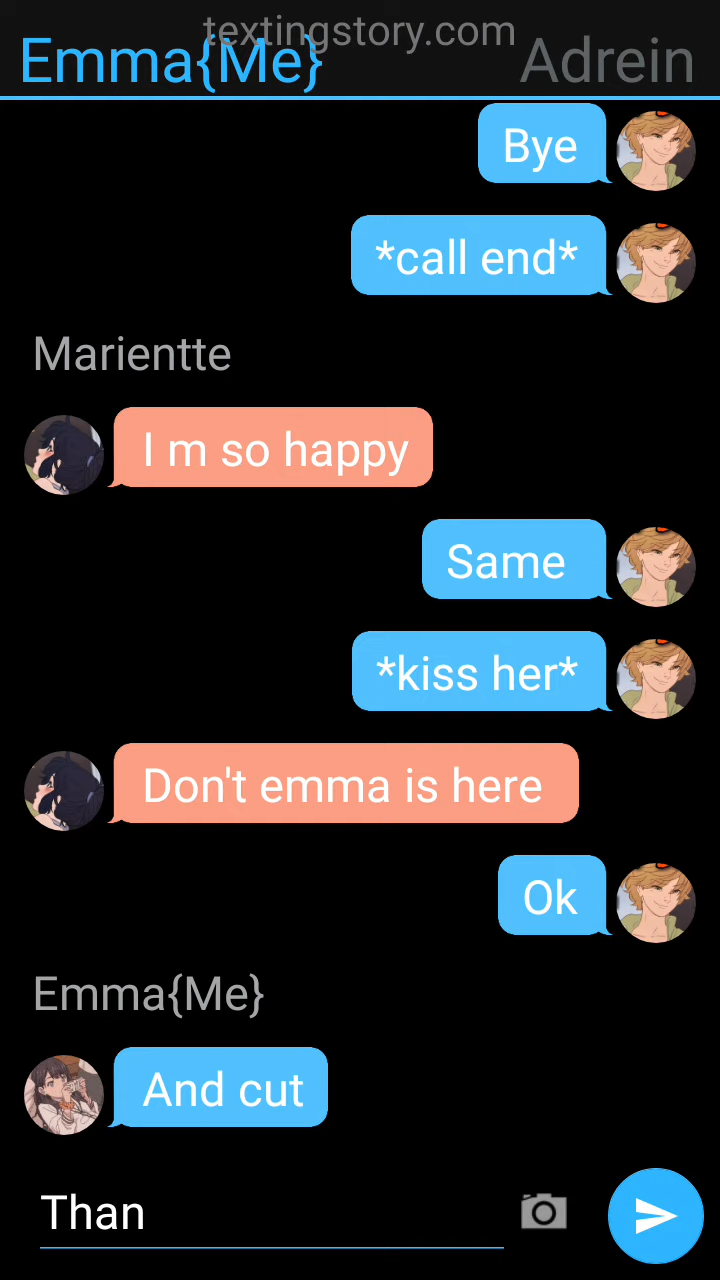 textingstory.com
Emma{Me} Adrein
Bye
*call end*
Marientte
I m so happy
Same
*kiss her*
Don't emma is here
Ok
Emma{Me}
And cut
Than